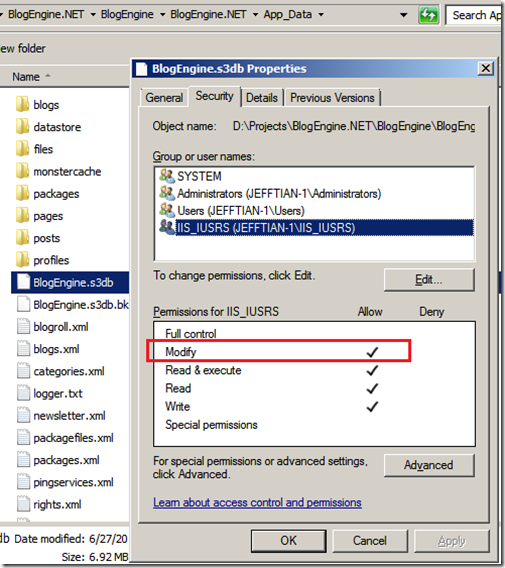 BlogEngine.NET BlogEngine BlogEngine.NET App_Data Search Ap
ew folder
Name
blogs
datastore
files
monstercache
packages
pages
posts
profiles
BlogEngine.s3db
BlogEngine.s3db.bk
blogroll.xml
blogs.xml
categories.xml
logger.txt
newsletter.xml
packagefiles.xml
packages.xml
pingservices.xml
rights.xml
db Date modified: 6/27/20
Size: 6.92 MB
BlogEngine.s3db Properties
General Security Details Previous Versions
Object name: D:\Projects\BlogEngine.NET\BlogEngine\BlogEng
Group or user names:
SYSTEM
Administrators (JEFFTIAN-1\Administrators)
Users (JEFFTIAN-1\Users)
IIS_IUSRS (JEFFTIAN-1\IIS_IUSRS)
To change permissions, click Edit.
Edit...
Permissions for IIS_IUSRS Allow Deny
Full control
Modify
Read & execute
Read
Write
Special permissions
For special permissions or advanced settings,
click Advanced.
Advanced
Learn about access control and permissions
OK Cancel Apply